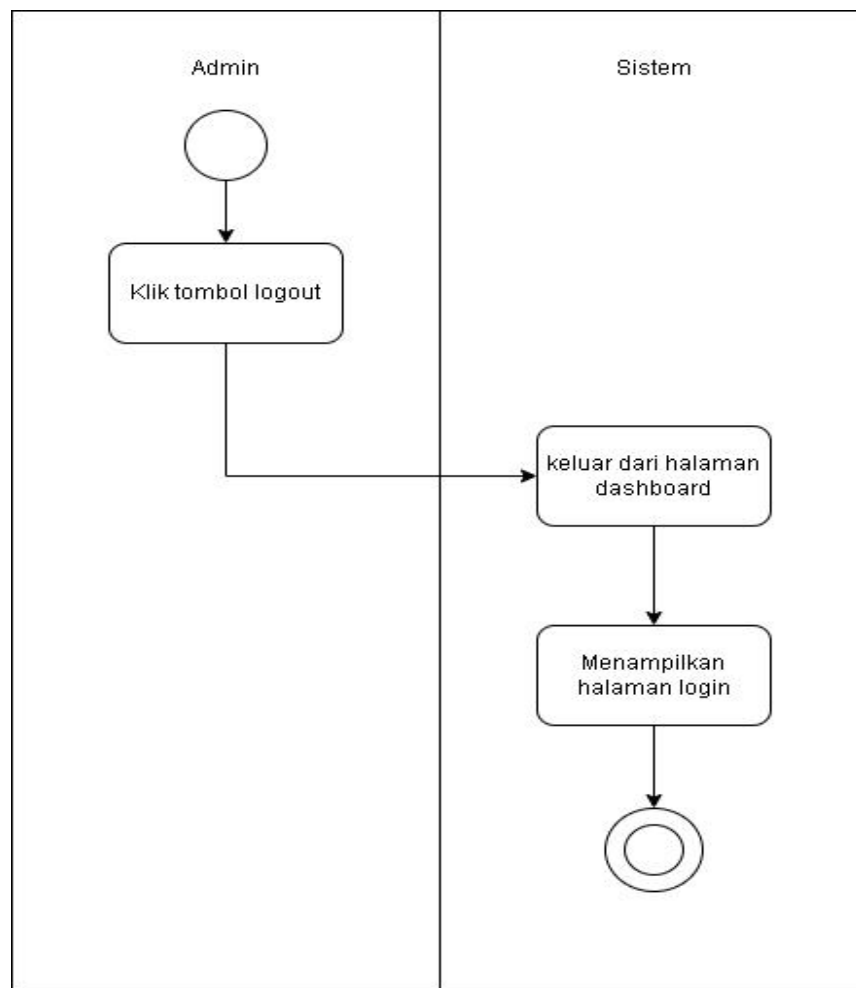 Admin
Sistem
Klik tombol logout
keluar dari halaman
dashboard
Menampilkan
halaman login